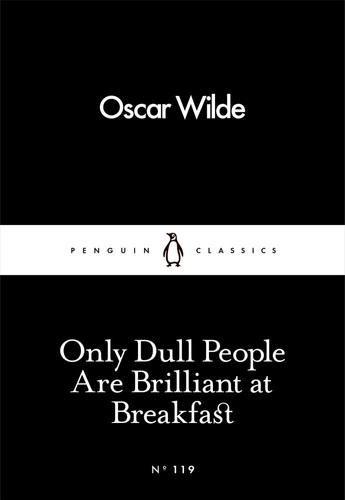 Oscar Wilde
PENGUIN CLASSICS
Only Dull People
Are Brilliant at
Breakfast
Nº 119